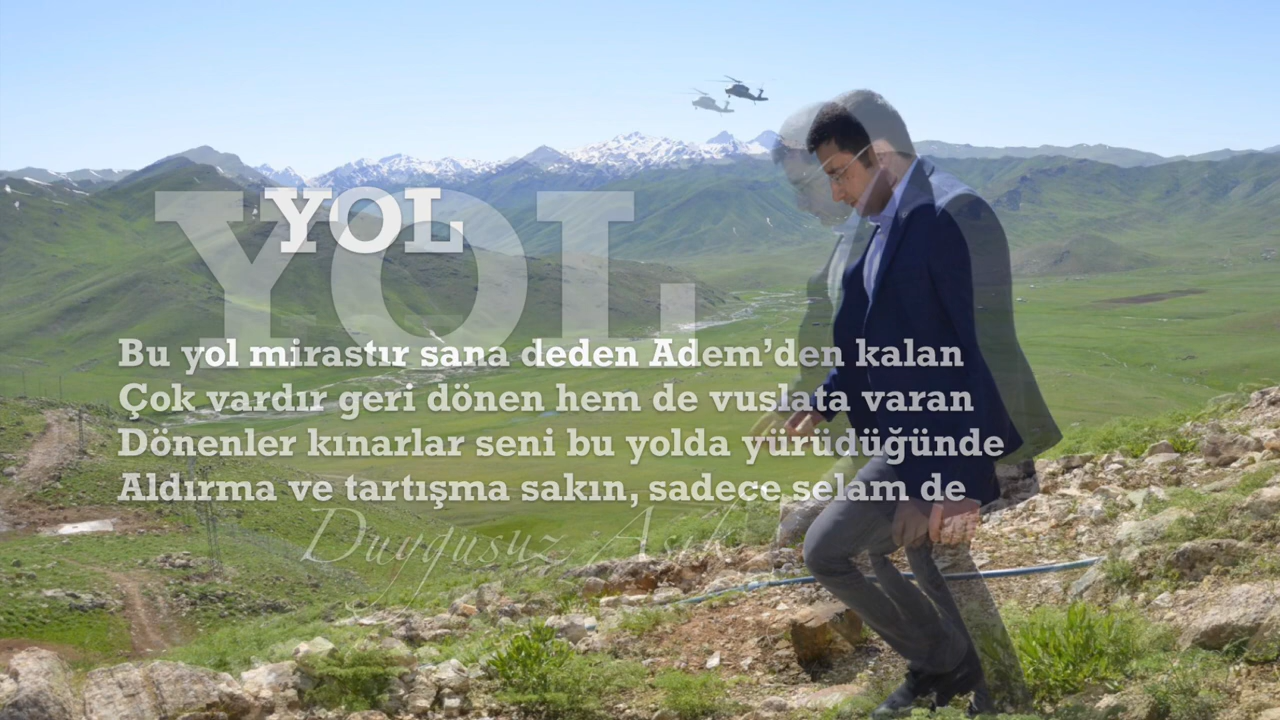 YOL
YOL
Bu yol mirastır sana deden Adem’den kalan
Çok vardır geri dönen hem de vuslata varan
Dönenler kınarlar seni bu yolda yürüdüğünde
Aldırma ve tartışma sakın, sadece selam de
Duygusuz Aşık